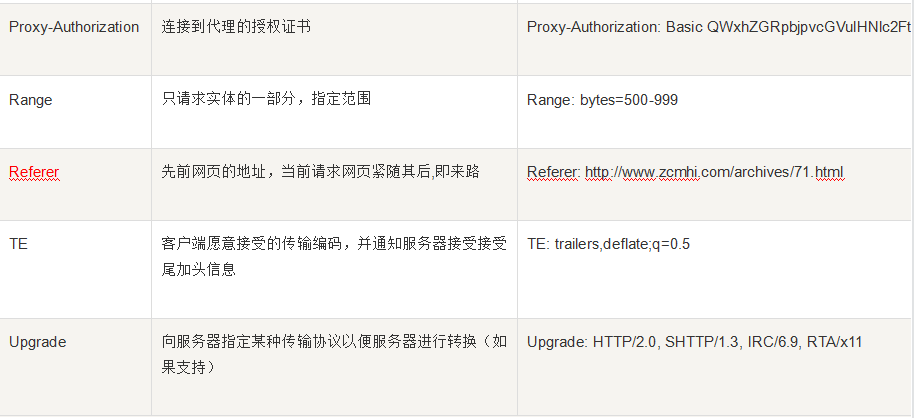 Proxy-Authorization 连接到代理的授权证书 Proxy-Authorization: Basic QWxhZGRpbjpvcGVuIHNlc2Ft
Range 只请求实体的一部分，指定范围 Range: bytes=500-999
Referer 先前网页的地址，当前请求网页紧随其后,即来路 Referer: http://www.zcmhi.com/archives/71.html
TE 客户端愿意接受的传输编码，并通知服务器接受接受 TE: trailers,deflate;q=0.5
尾加头信息
Upgrade 向服务器指定某种传输协议以便服务器进行转换（如 Upgrade: HTTP/2.0, SHTTP/1.3, IRC/6.9, RTA/x11
果支持）